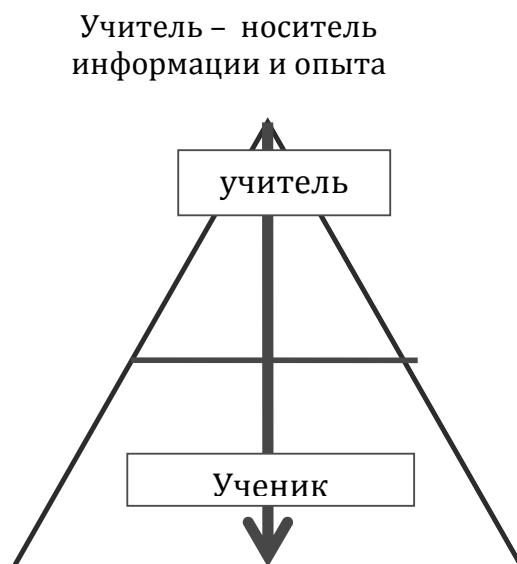 Учитель – носитель
информации и опыта
учитель
Ученик